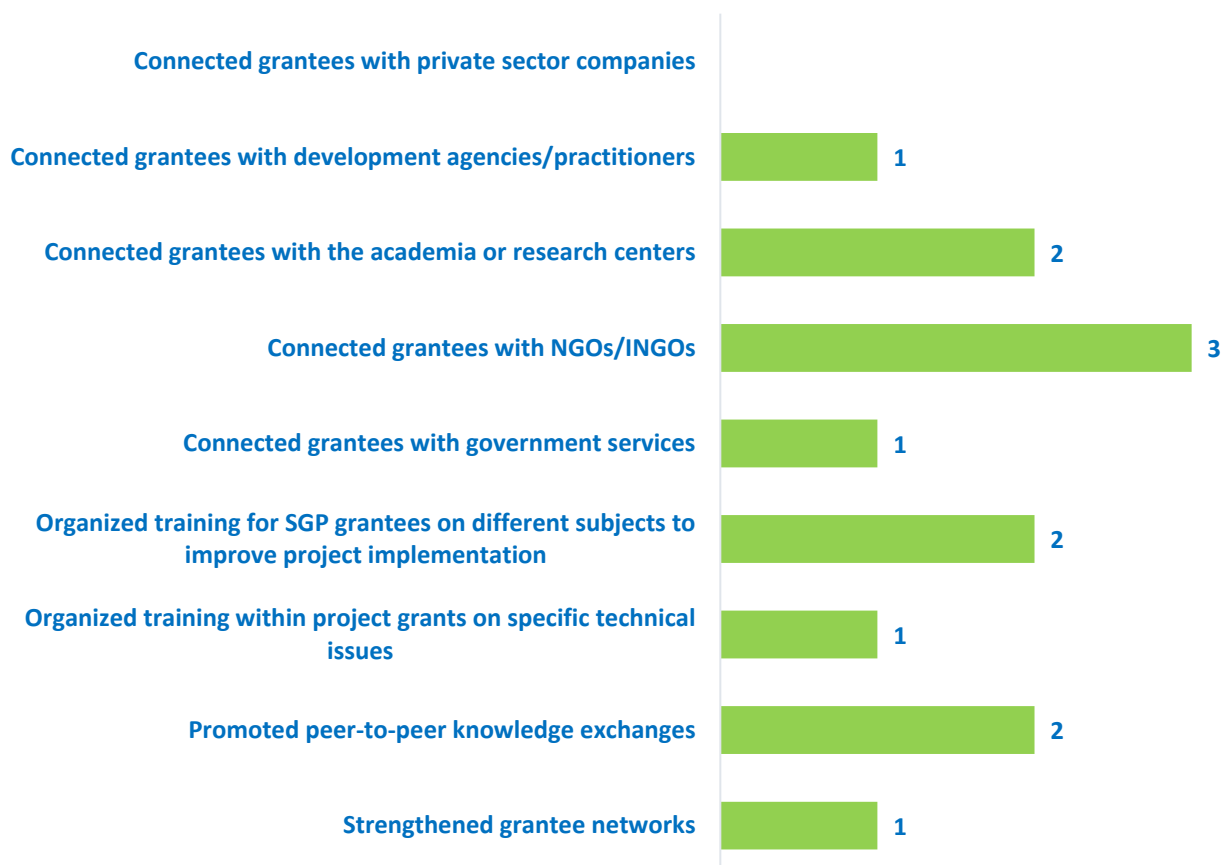 Connected grantees with private sector companies
Connected grantees with development agencies/practitioners
1
Connected grantees with the academia or research centers
2
Connected grantees with NGOs/INGOs
3
Connected grantees with government services
1
Organized training for SGP grantees on different subjects to
improve project implementation
2
Organized training within project grants on specific technical
issues
1
Promoted peer-to-peer knowledge exchanges
2
Strengthened grantee networks
1